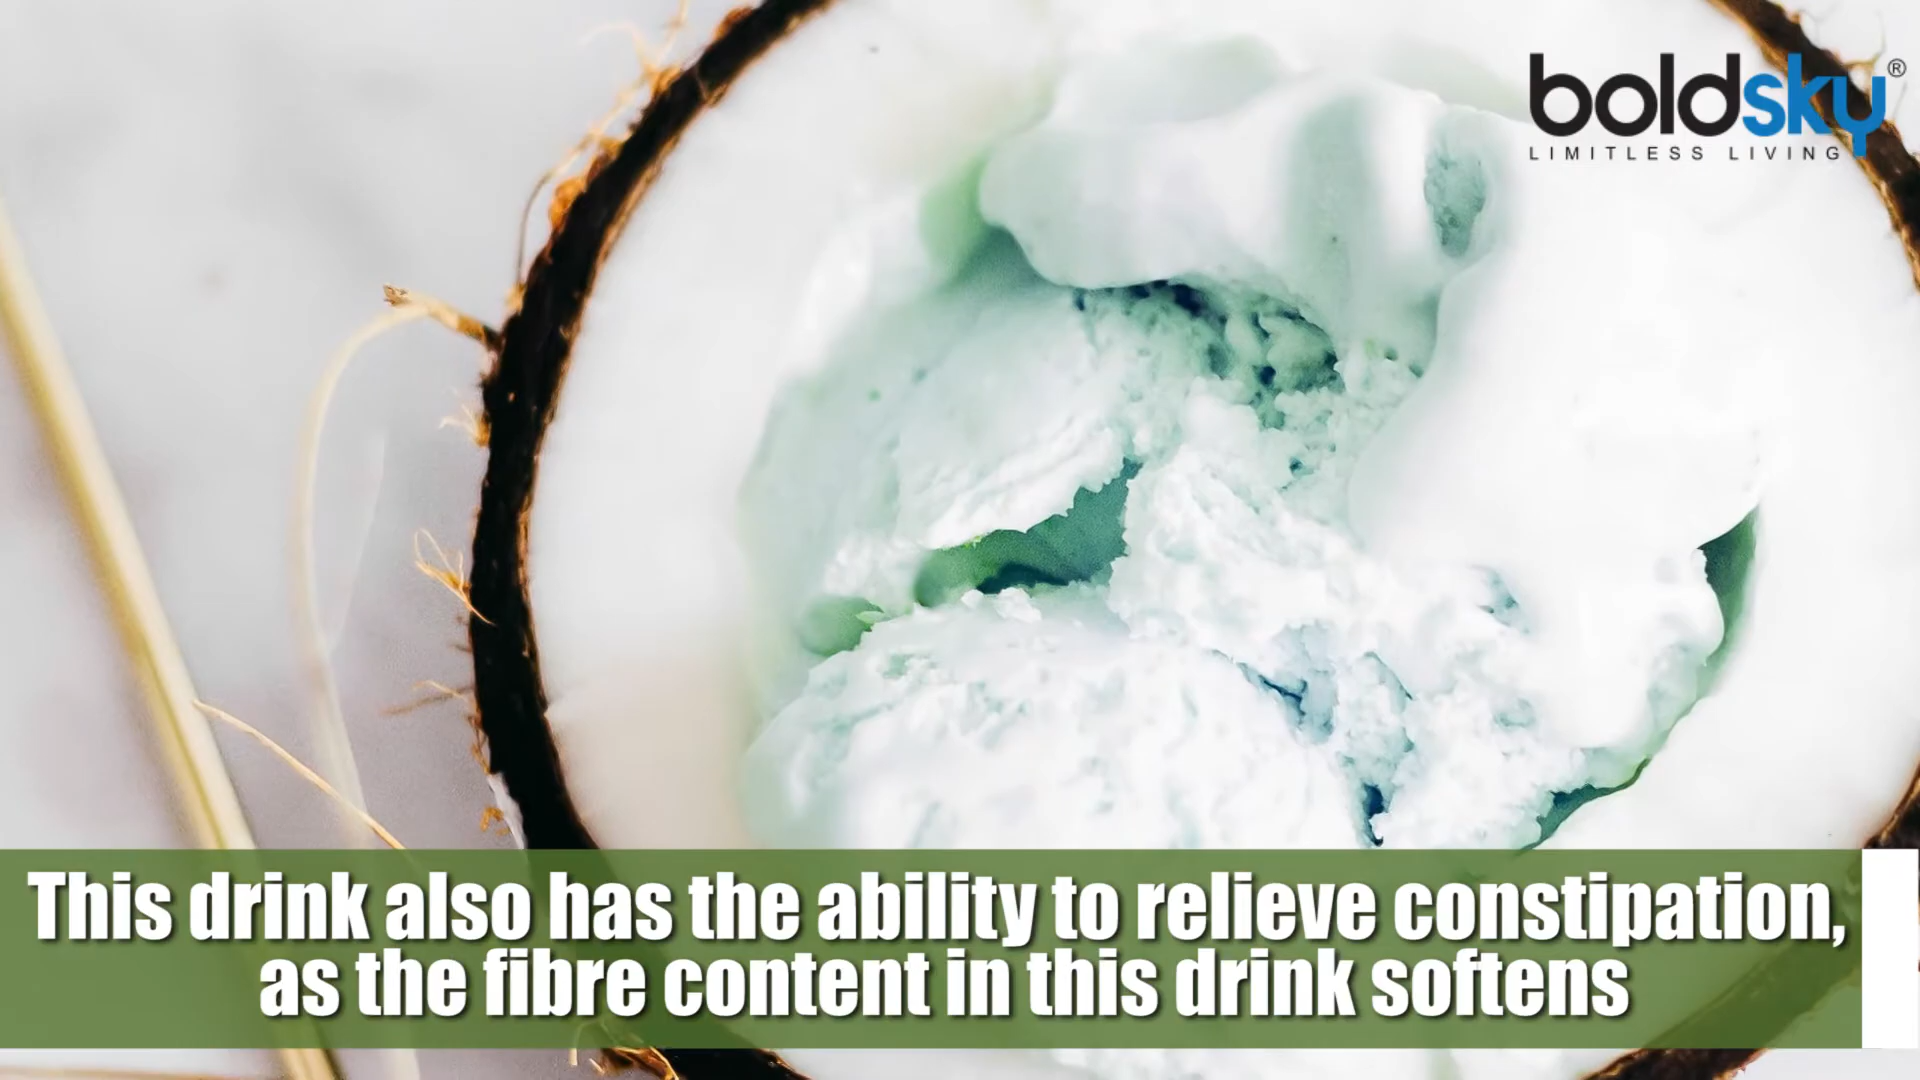 boldsky®
LIMITLESS LIVING
This drink also has the ability to relieve constipation,
as the fibre content in this drink softens